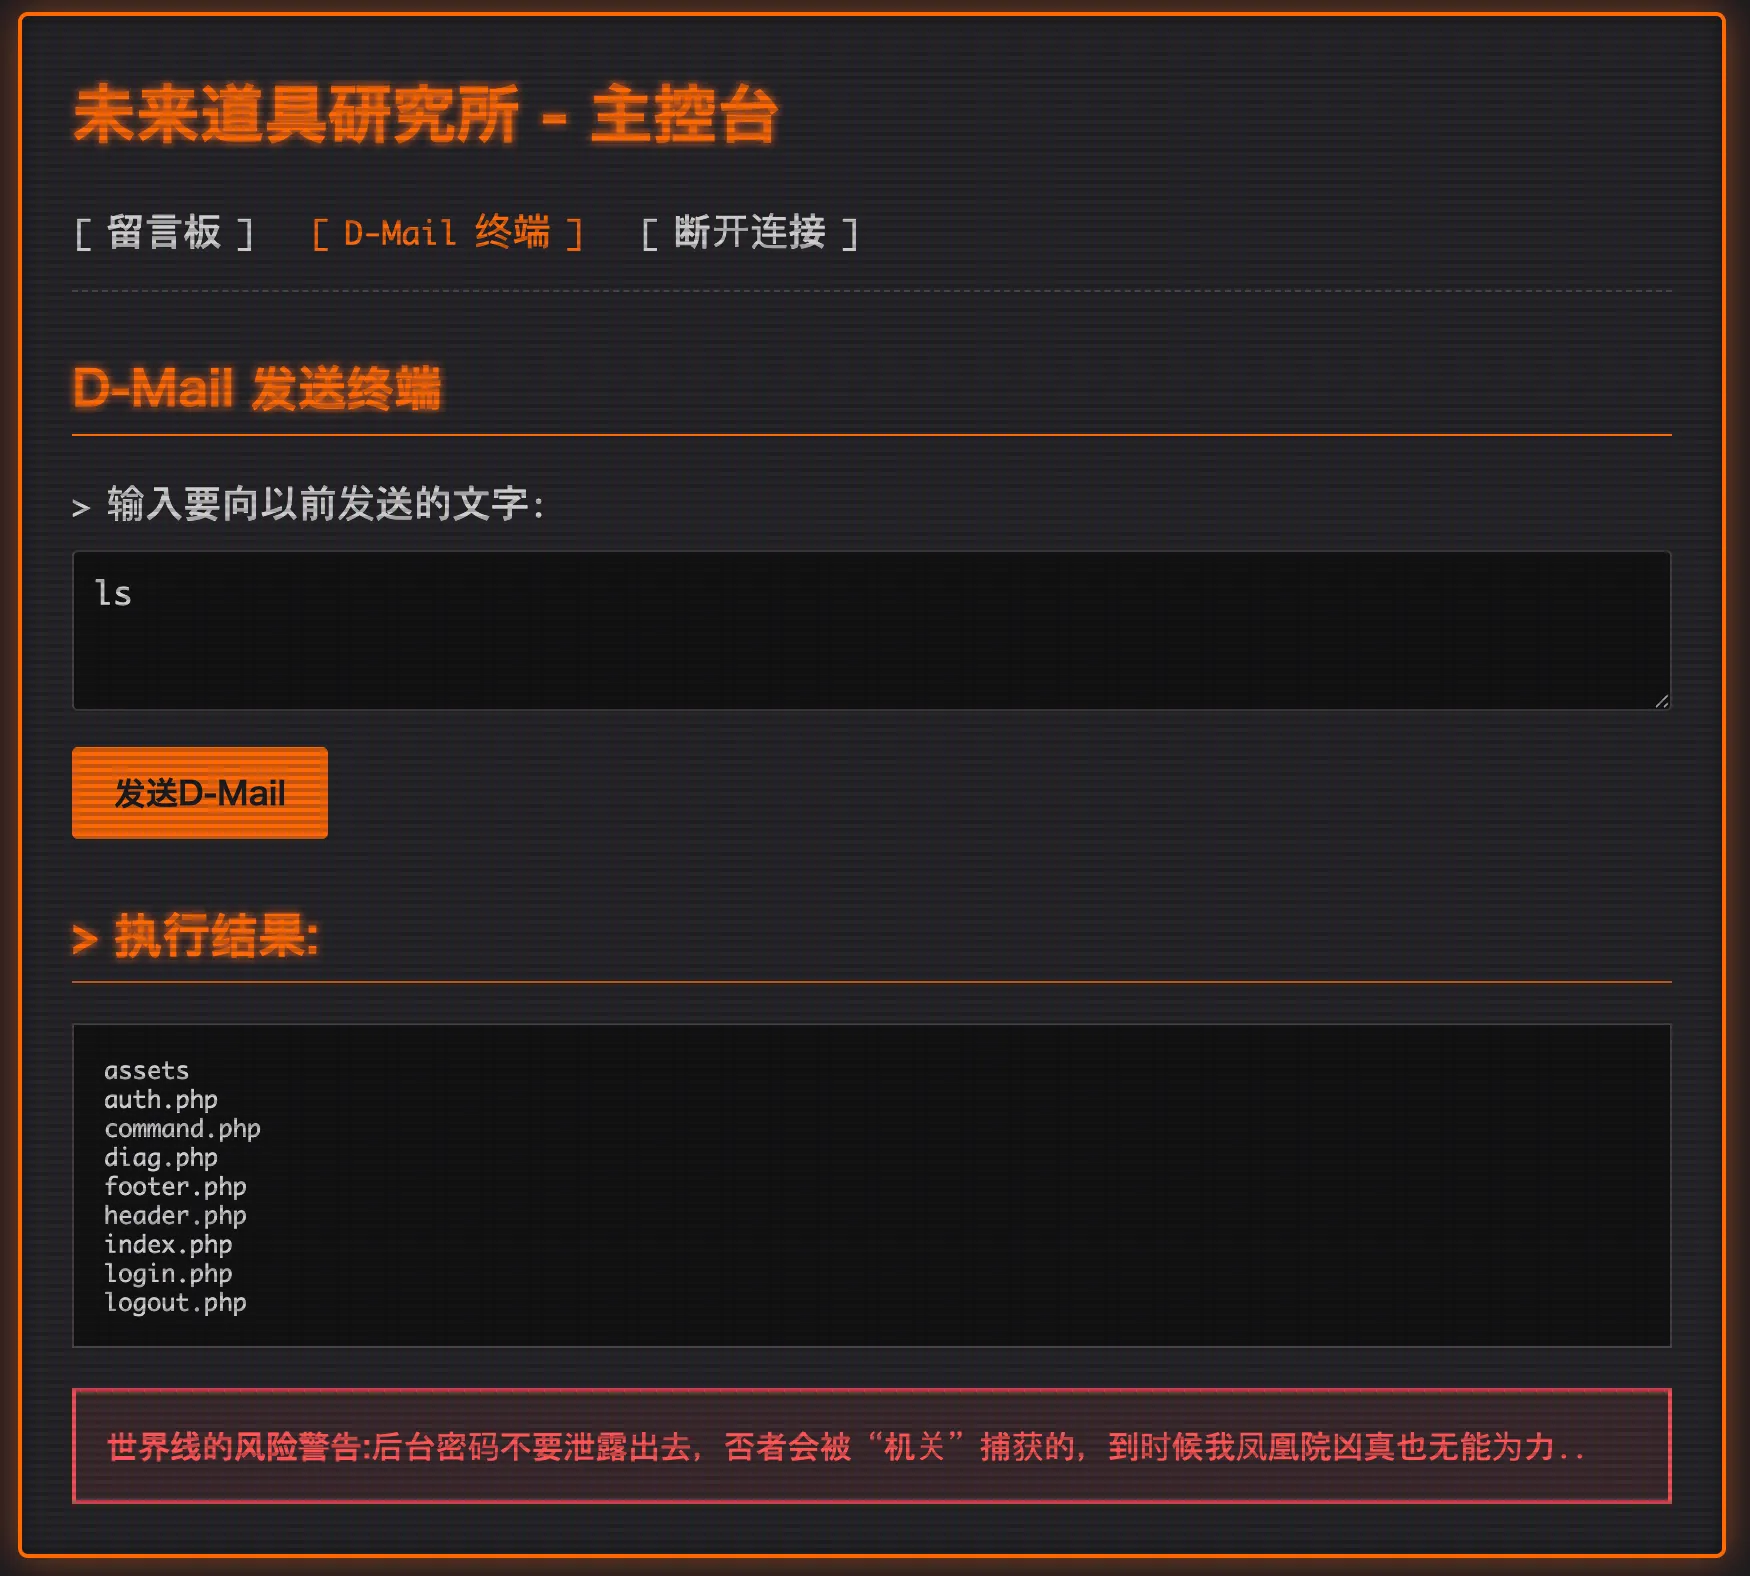 未来道具研究所 - 主控台
[ 留言板 ] [ D-Mail 终端 ] [ 断开连接 ]
D-Mail 发送终端
> 输入要向以前发送的文字:
ls
发送D-Mail
> 执行结果:
assets
auth.php
command.php
diag.php
footer.php
header.php
index.php
login.php
logout.php
世界线的风险警告:后台密码不要泄露出去，否者会被“机关”捕获的，到时候我凤凰院凶真也无能为力..